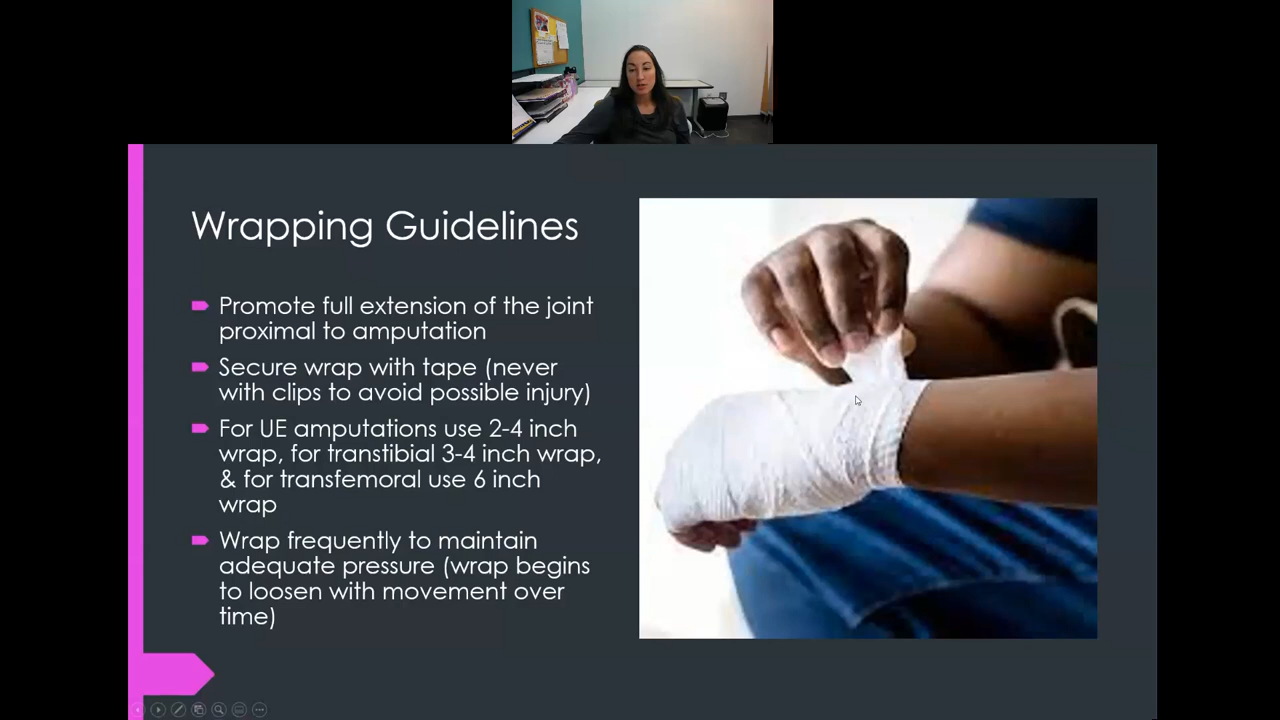 Wrapping Guidelines
Promote full extension of the joint
proximal to amputation
Secure wrap with tape (never
with clips to avoid possible injury)
For UE amputations use 2-4 inch
wrap, for transtibial 3-4 inch wrap,
& for transfemoral use 6 inch
wrap
Wrap frequently to maintain
adequate pressure (wrap begins
to loosen with movement over
time)